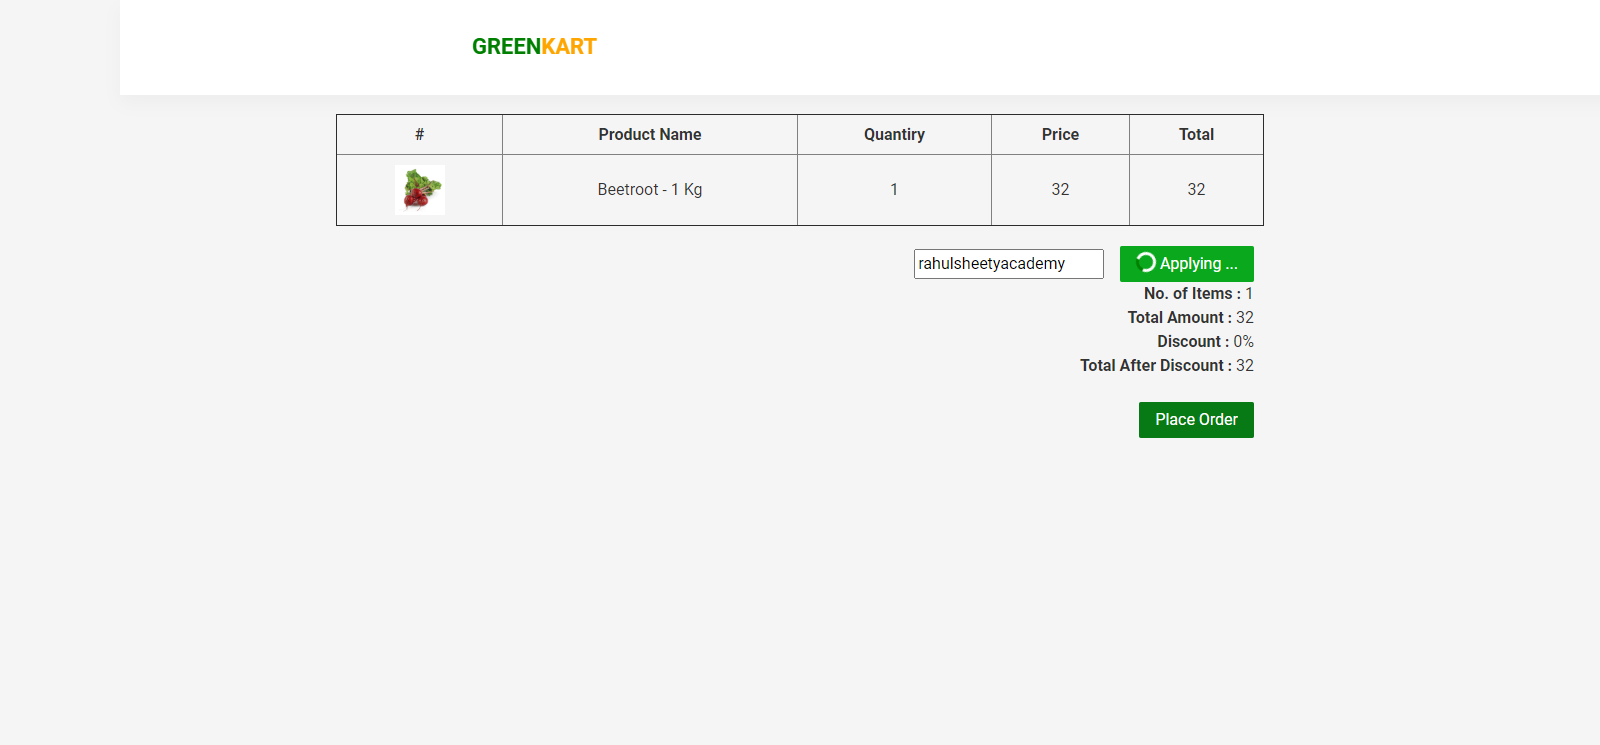 GREENKART
# Product Name Quantiry Price Total
Beetroot - 1 Kg 1 32 32
rahulsheetyacademy Applying ...
No. of Items : 1
Total Amount : 32
Discount : 0%
Total After Discount : 32
Place Order